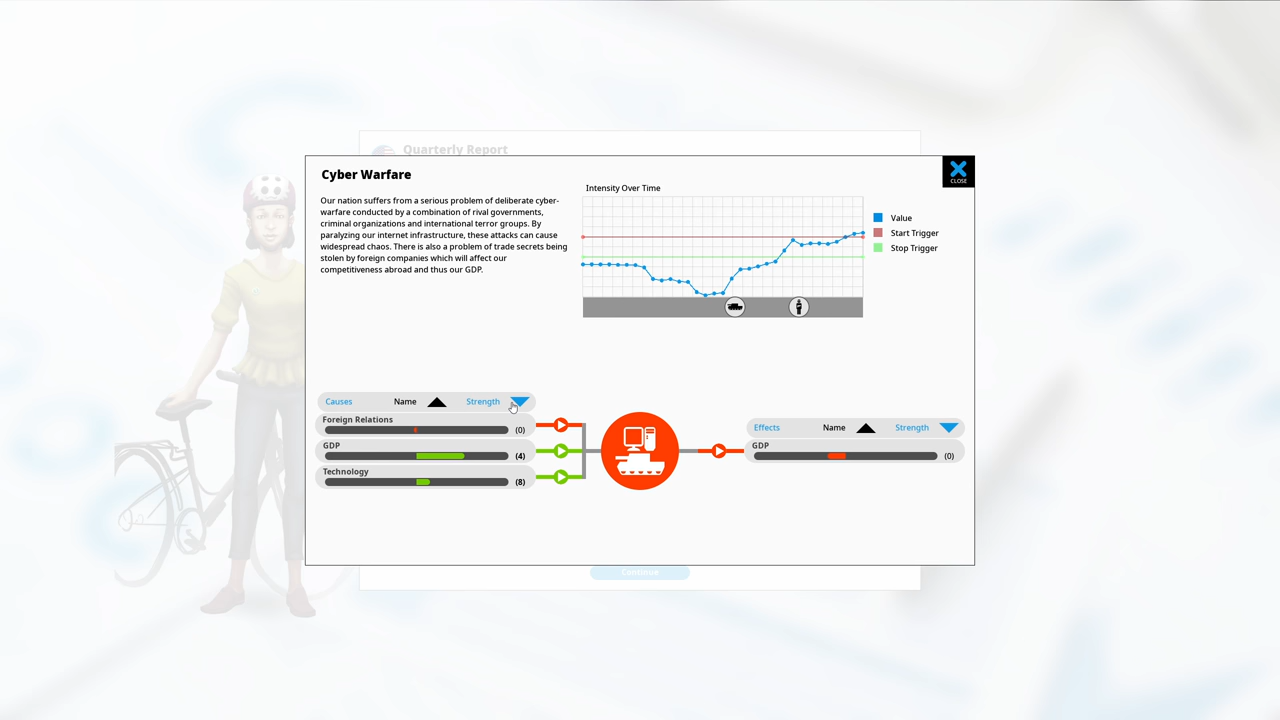 Quarterly Report
Cyber Warfare
CLOSE
Our nation suffers from a serious problem of deliberate cyber-
warfare conducted by a combination of rival governments,
criminal organizations and international terror groups. By
paralyzing our internet infrastructure, these attacks can cause
widespread chaos. There is also a problem of trade secrets being
stolen by foreign companies which will affect our
competitiveness abroad and thus our GDP.
Intensity Over Time
Value
Start Trigger
Stop Trigger
Causes Name Strength
Foreign Relations
(0)
GDP
(4)
Technology
(8)
Effects Name Strength
GDP
(0)
Continue